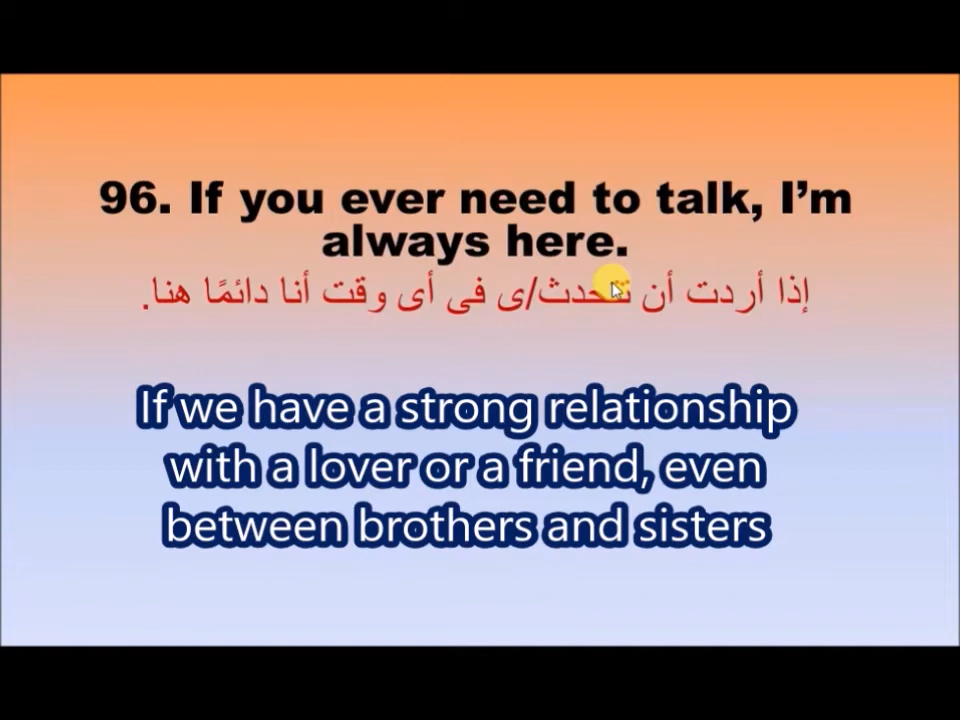 96. If you ever need to talk, I’m
always here.
إذا أردت أن تتحدث/ى فى أى وقت أنا دائمًا هنا.
If we have a strong relationship
with a lover or a friend, even
between brothers and sisters